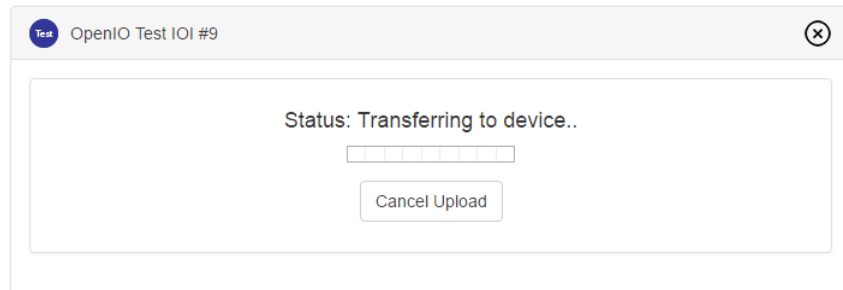 Test OpenIO Test IOI #9
Status: Transferring to device..
Cancel Upload